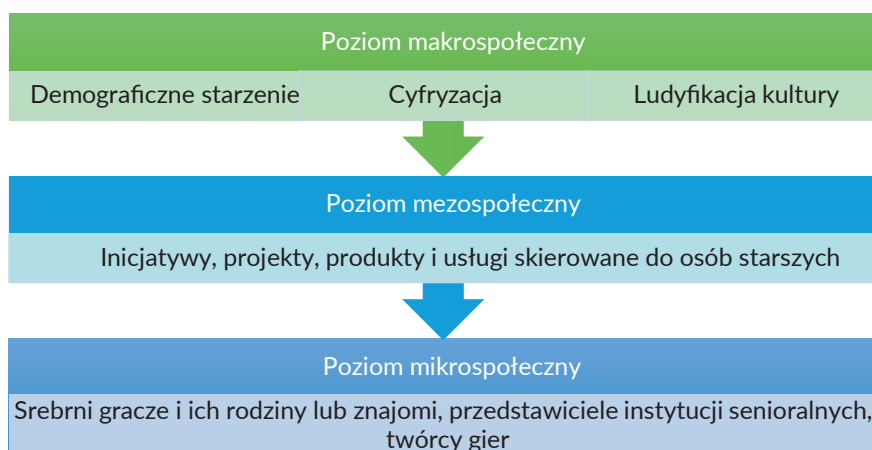 Poziom makrospołeczny
Demograficzne starzenie
Cyfryzacja
Ludyfikacja kultury
Poziom mezospołeczny
Inicjatywy, projekty, produkty i usługi skierowane do osób starszych
Poziom mikrospołeczny
Srebrni gracze i ich rodziny lub znajomi, przedstawiciele instytucji senioralnych,
twórcy gier